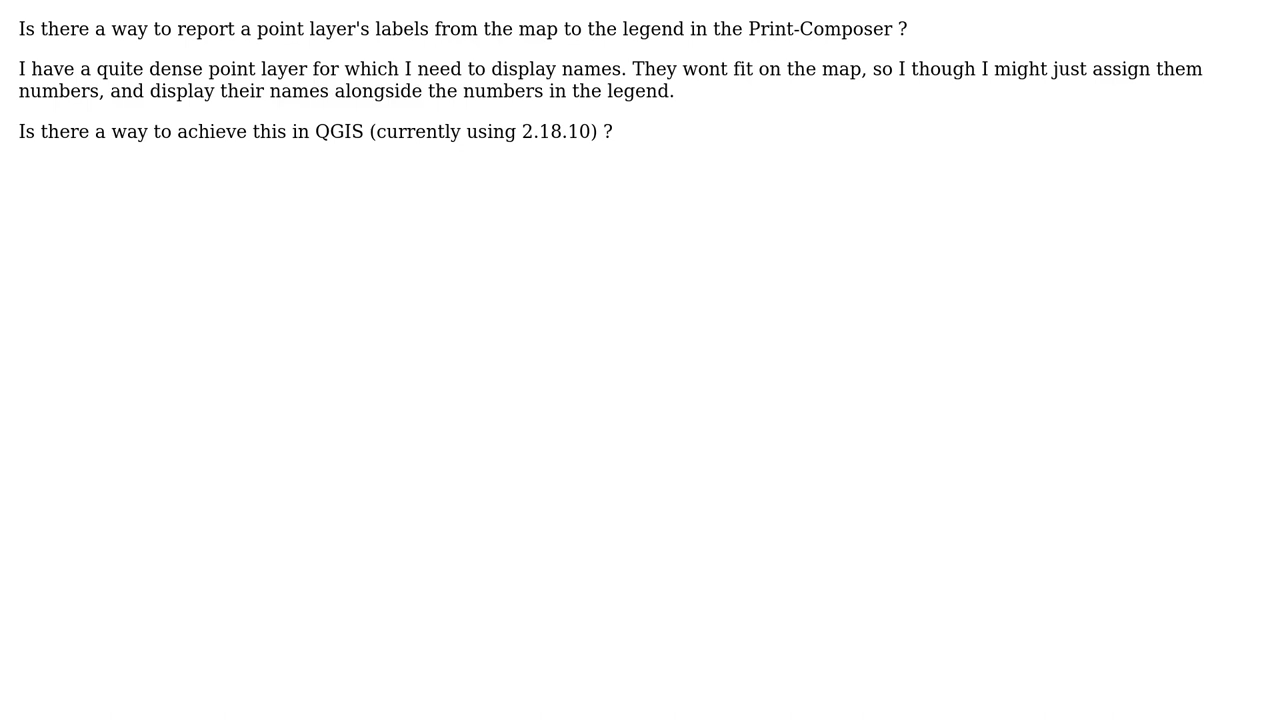 Is there a way to report a point layer's labels from the map to the legend in the Print-Composer ?
I have a quite dense point layer for which I need to display names. They wont fit on the map, so I though I might just assign them
numbers, and display their names alongside the numbers in the legend.
Is there a way to achieve this in QGIS (currently using 2.18.10) ?